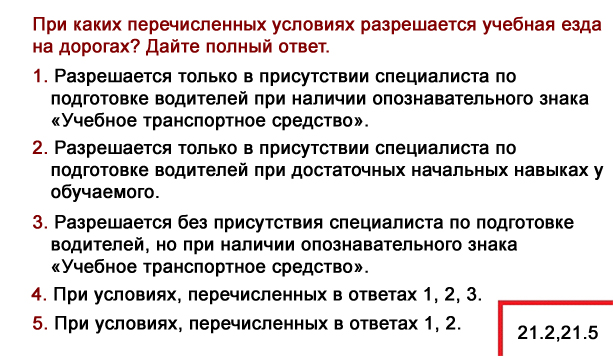 При каких перечисленных условиях разрешается учебная езда
на дорогах? Дайте полный ответ.
1. Разрешается только в присутствии специалиста по
подготовке водителей при наличии опознавательного знака
«Учебное транспортное средство».
2. Разрешается только в присутствии специалиста по
подготовке водителей при достаточных начальных навыках у
обучаемого.
3. Разрешается без присутствия специалиста по подготовке
водителей, но при наличии опознавательного знака
«Учебное транспортное средство».
4. При условиях, перечисленных в ответах 1, 2, 3.
5. При условиях, перечисленных в ответах 1, 2.
21.2,21.5